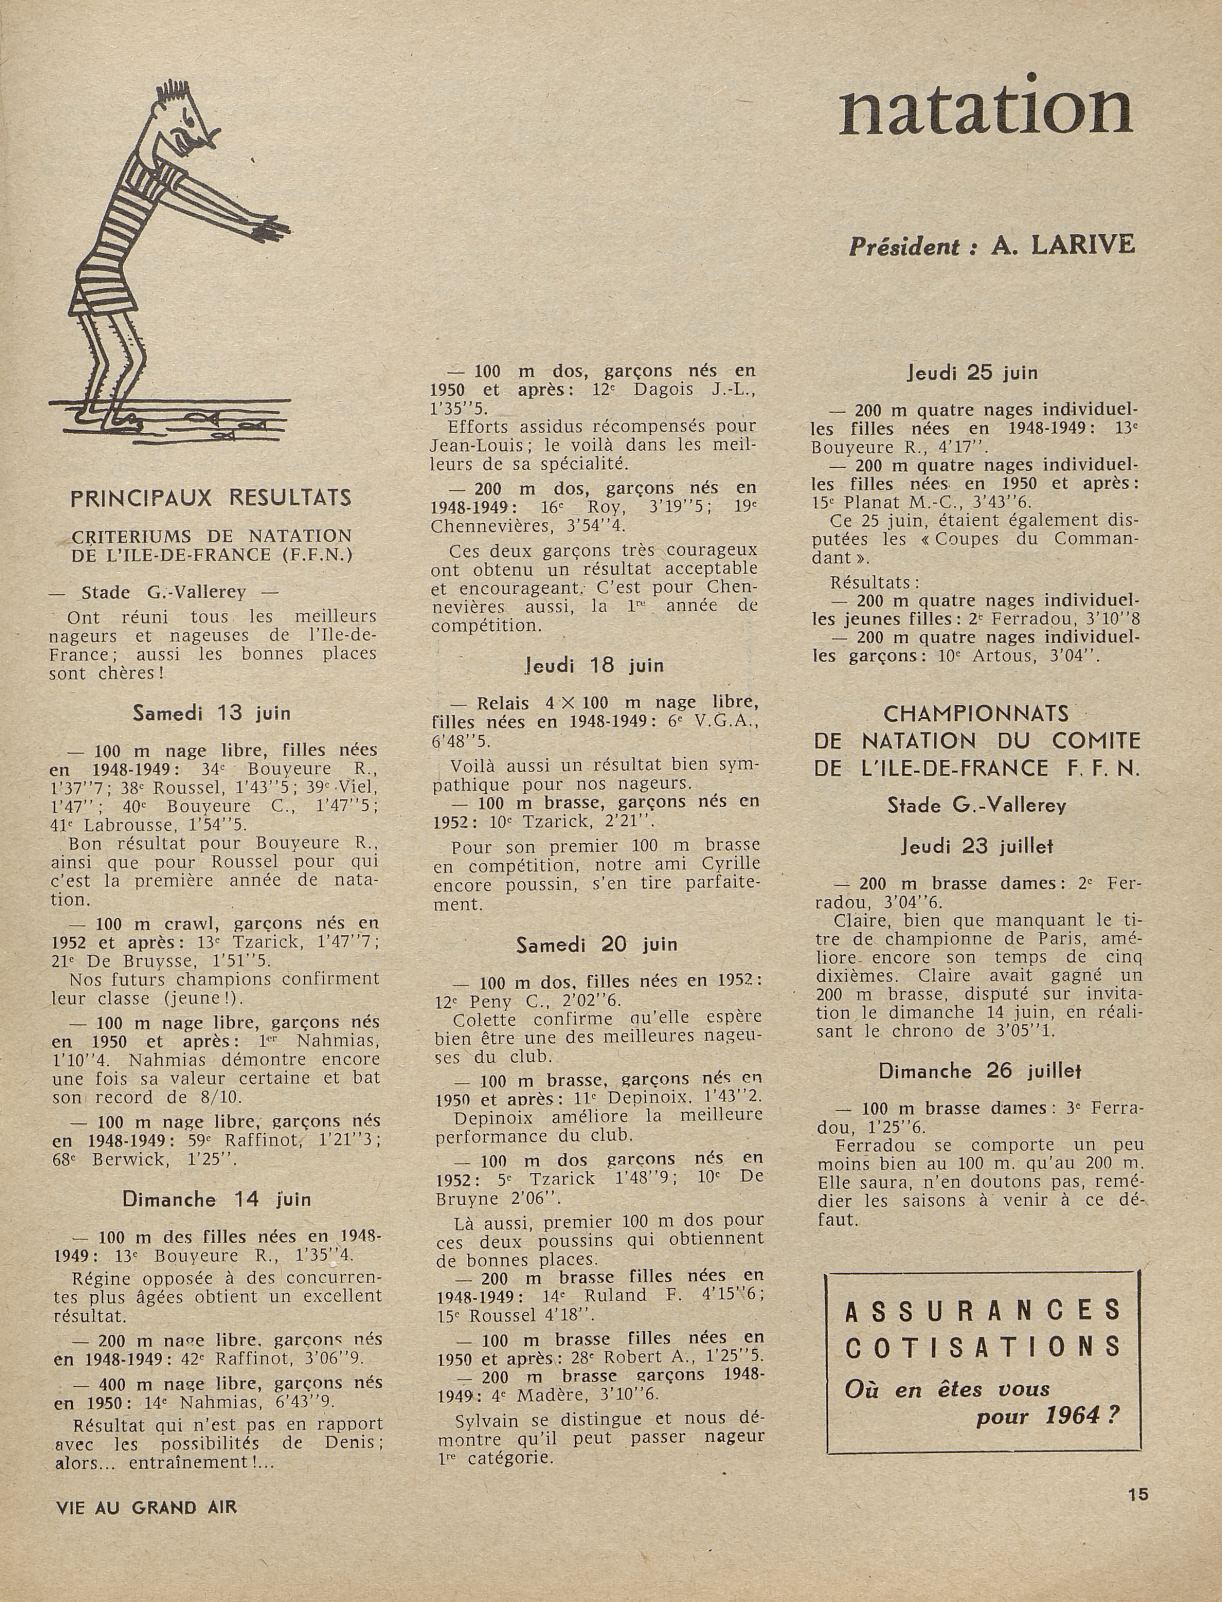 natation
Président : A. LARIVE
PRINCIPAUX RESULTATS
CRITERIUMS DE NATATION
DE L'ILE-DE-FRANCE (F.F.N.)
— Stade G.-Vallerey —
Ont réuni tous les meilleurs
nageurs et nageuses de l'Ile-de-
France ; aussi les bonnes places
sont chères !
Samedi 13 juin
— 100 m nage libre, filles nées
en 1948-1949 : 34e Bouyeure R.,
1'37''7 ; 38e Roussel, 1'43''5 ; 39e Viel,
1'47'' ; 40e Bouyeure C., 1'47''5 ;
41e Labrousse, 1'54''5.
Bon résultat pour Bouyeure R.,
ainsi que pour Roussel pour qui
c'est la première année de nata-
tion.
— 100 m crawl, garçons nés en
1952 et après : 13e Tzarick, 1'47''7 ;
21e De Bruysse, 1'51''5.
Nos futurs champions confirment
leur classe (jeune !).
— 100 m nage libre, garçons nés
en 1950 et après : 1er Nahmias,
1'10''4. Nahmias démontre encore
une fois sa valeur certaine et bat
son record de 8/10.
— 100 m nage libre, garçons nés
en 1948-1949 : 59e Raffinot, 1'21''3 ;
68e Berwick, 1'25''.
Dimanche 14 juin
— 100 m des filles nées en 1948-
1949 : 13e Bouyeure R., 1'35''4.
Régine opposée à des concurren-
tes plus âgées obtient un excellent
résultat.
— 200 m nage libre, garçons nés
en 1948-1949 : 42e Raffinot, 3'06''9.
— 400 m nage libre, garçons nés
en 1950 : 14e Nahmias, 6'43''9.
Résultat qui n'est pas en rapport
avec les possibilités de Denis ;
alors... entraînement !...
— 100 m dos, garçons nés en
1950 et après : 12e Dagois J.-L.,
1'35''5.
Efforts assidus récompensés pour
Jean-Louis ; le voilà dans les meil-
leurs de sa spécialité.
— 200 m dos, garçons nés en
1948-1949 : 16e Roy, 3'19''5 ; 19e
Chennevières, 3'54''4.
Ces deux garçons très courageux
ont obtenu un résultat acceptable
et encourageant. C'est pour Chen-
nevières aussi, la 1re année de
compétition.
Jeudi 18 juin
— Relais 4 × 100 m nage libre,
filles nées en 1948-1949 : 6e V.G.A.,
6'48''5.
Voilà aussi un résultat bien sym-
pathique pour nos nageurs.
— 100 m brasse, garçons nés en
1952 : 10e Tzarick, 2'21''.
Pour son premier 100 m brasse
en compétition, notre ami Cyrille
encore poussin, s'en tire parfaite-
ment.
Samedi 20 juin
— 100 m dos, filles nées en 1952 :
12e Peny C., 2'02''6.
Colette confirme qu'elle espère
bien être une des meilleures nageu-
ses du club.
— 100 m brasse, garçons nés en
1950 et après : 11e Depinoix, 1'43''2.
Depinoix améliore la meilleure
performance du club.
— 100 m dos garçons nés en
1952 : 5e Tzarick 1'48''9 ; 10e De
Bruyne 2'06''.
Là aussi, premier 100 m dos pour
ces deux poussins qui obtiennent
de bonnes places.
— 200 m brasse filles nées en
1948-1949 : 14e Ruland F. 4'15''6 ;
15e Roussel 4'18''.
— 100 m brasse filles nées en
1950 et après : 28e Robert A., 1'25''5.
— 200 m brasse garçons 1948-
1949 : 4e Madère, 3'10''6.
Sylvain se distingue et nous dé-
montre qu'il peut passer nageur
1re catégorie.
Jeudi 25 juin
— 200 m quatre nages individuel-
les filles nées en 1948-1949 : 13e
Bouyeure R., 4'17''.
— 200 m quatre nages individuel-
les filles nées en 1950 et après :
15e Planat M.-C., 3'43''6.
Ce 25 juin, étaient également dis-
putées les « Coupes du Comman-
dant ».
Résultats :
— 200 m quatre nages individuel-
les jeunes filles : 2e Ferradou, 3'10''8
— 200 m quatre nages individuel-
les garçons : 10e Artous, 3'04''.
CHAMPIONNATS
DE NATATION DU COMITE
DE L'ILE-DE-FRANCE F. F. N.
Stade G.-Vallerey
Jeudi 23 juillet
— 200 m brasse dames : 2e Fer-
radou, 3'04''6.
Claire, bien que manquant le ti-
tre de championne de Paris, amé-
liore encore son temps de cinq
dixièmes. Claire avait gagné un
200 m brasse, disputé sur invita-
tion le dimanche 14 juin, en réali-
sant le chrono de 3'05''1.
Dimanche 26 juillet
— 100 m brasse dames : 3e Ferra-
dou, 1'25''6.
Ferradou se comporte un peu
moins bien au 100 m. qu'au 200 m.
Elle saura, n'en doutons pas, remé-
dier les saisons à venir à ce dé-
faut.
ASSURANCES
COTISATIONS
Où en êtes vous
pour 1964 ?
VIE AU GRAND AIR
15